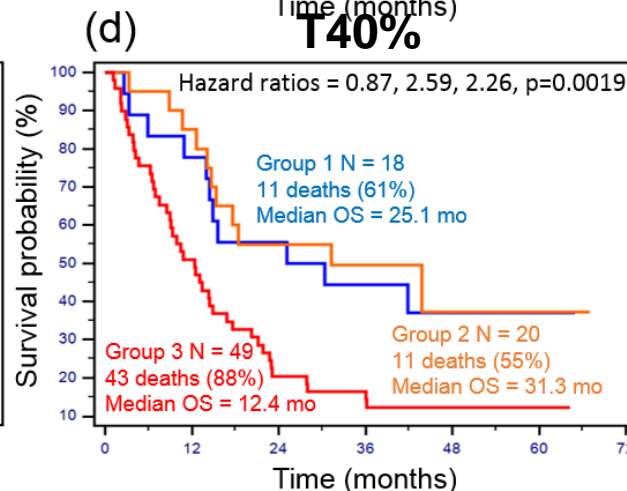 Time (months)
(d)
T40%
Hazard ratios = 0.87, 2.59, 2.26, p=0.0019
Survival probability (%)
100
90
80
70
60
50
40
30
20
10
Group 1 N = 18
11 deaths (61%)
Median OS = 25.1 mo
Group 2 N = 20
11 deaths (55%)
Median OS = 31.3 mo
Group 3 N = 49
43 deaths (88%)
Median OS = 12.4 mo
0 12 24 36 48 60
Time (months)